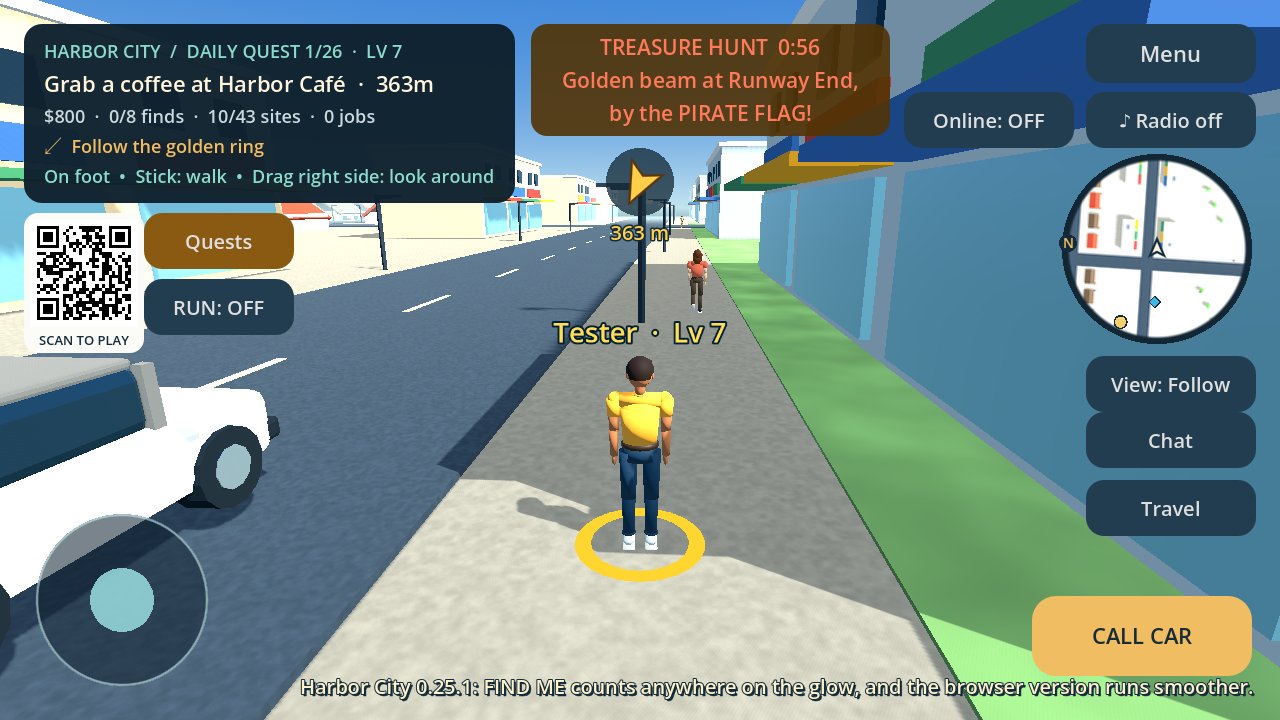 HARBOR CITY / DAILY QUEST 1/26 · LV 7
Grab a coffee at Harbor Café · 363m
$800 · 0/8 finds · 10/43 sites · 0 jobs
Follow the golden ring
On foot • Stick: walk • Drag right side: look around
TREASURE HUNT 0:56
Golden beam at Runway End,
by the PIRATE FLAG!
Menu
Online: OFF
♪ Radio off
SCAN TO PLAY
Quests
RUN: OFF
363 m
N
Tester · Lv 7
View: Follow
Chat
Travel
CALL CAR
Harbor City 0.25.1: FIND ME counts anywhere on the glow, and the browser version runs smoother.